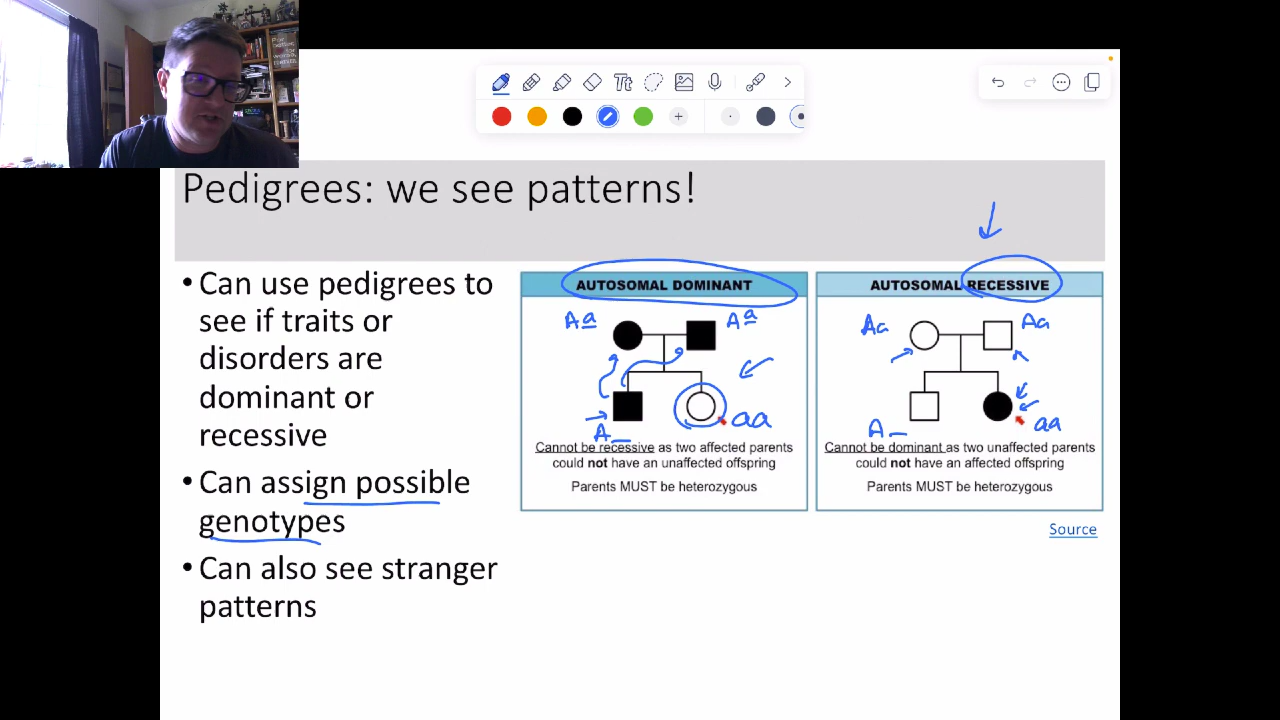 Pedigrees: we see patterns!
• Can use pedigrees to
see if traits or
disorders are
dominant or
recessive
• Can assign possible
genotypes
• Can also see stranger
patterns
AUTOSOMAL DOMINANT
Aa
Aa
A_
aa
Cannot be recessive as two affected parents
could not have an unaffected offspring
Parents MUST be heterozygous
AUTOSOMAL RECESSIVE
Aa
Aa
A_
aa
Cannot be dominant as two unaffected parents
could not have an affected offspring
Parents MUST be heterozygous
Source